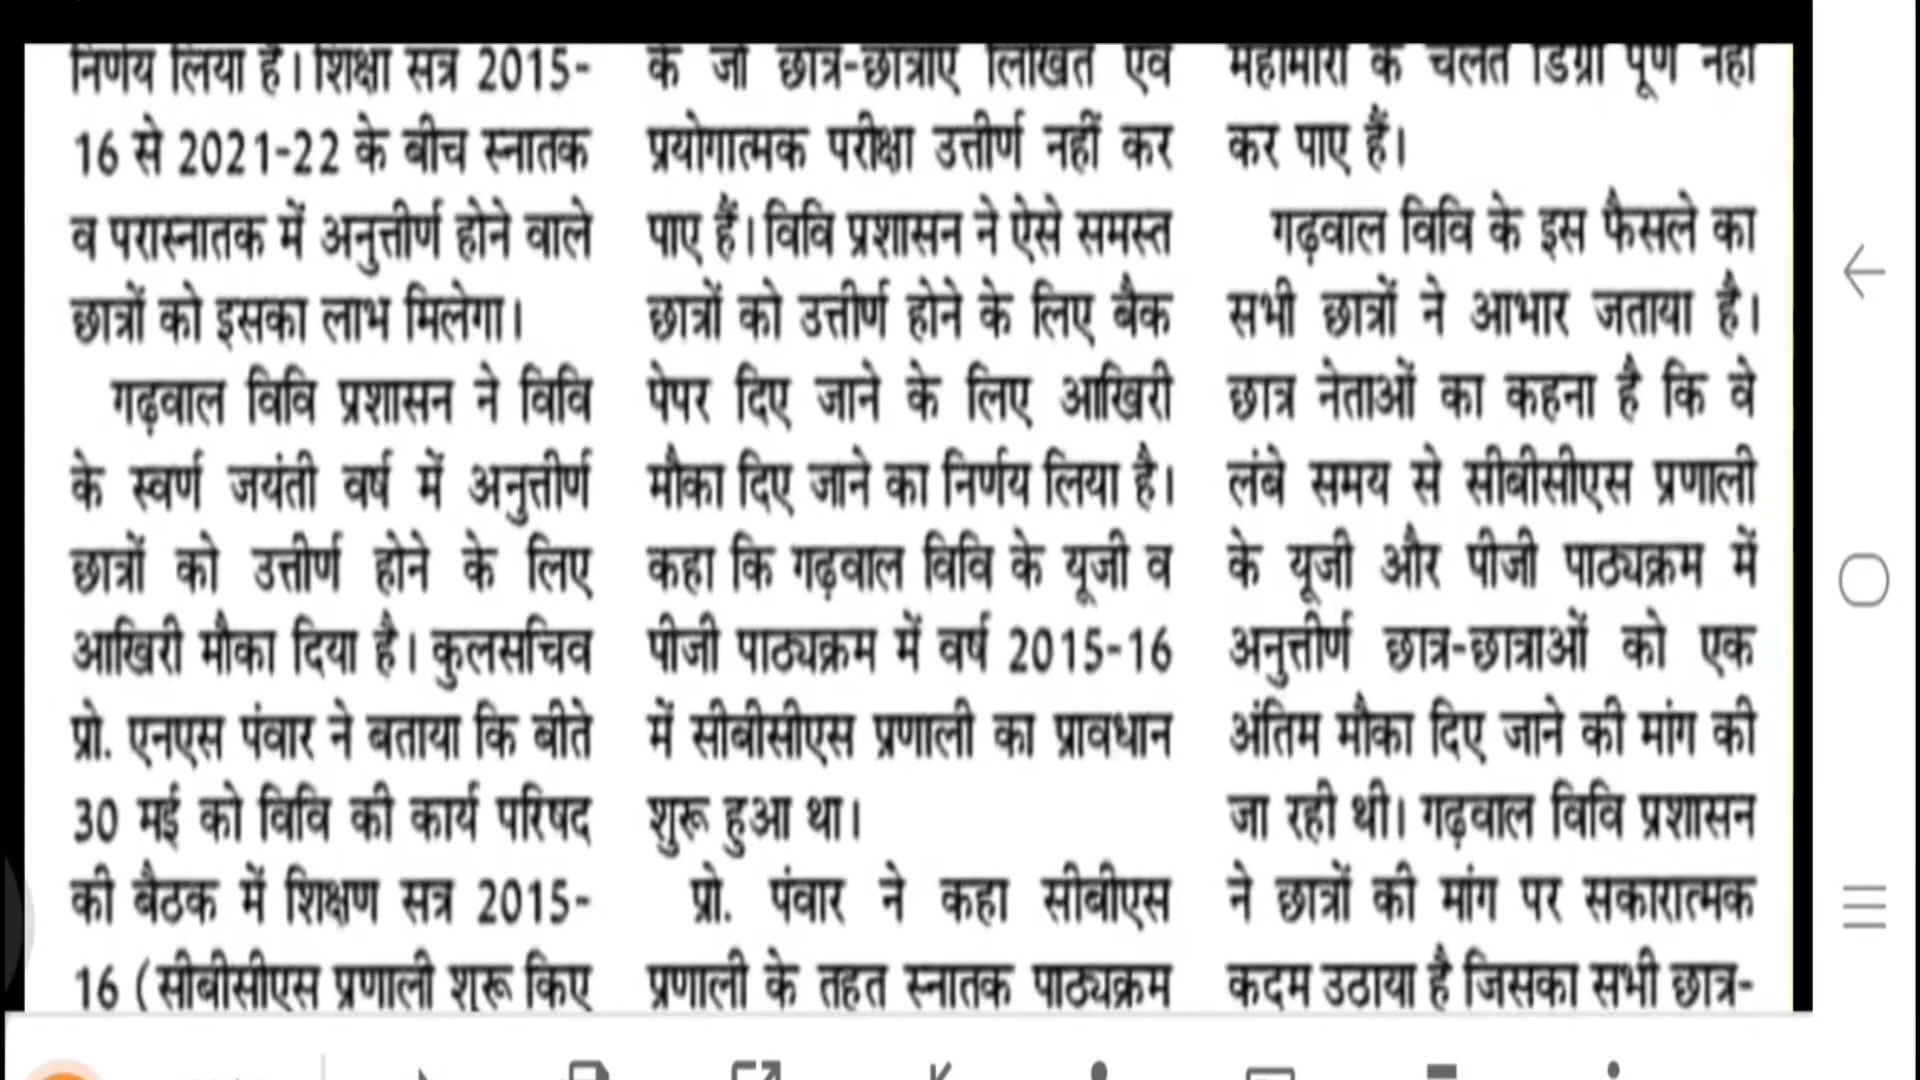 निर्णय लिया है। शिक्षा सत्र 2015-
16 से 2021-22 के बीच स्नातक
व परास्नातक में अनुत्तीर्ण होने वाले
छात्रों को इसका लाभ मिलेगा।
गढ़वाल विवि प्रशासन ने विवि
के स्वर्ण जयंती वर्ष में अनुत्तीर्ण
छात्रों को उत्तीर्ण होने के लिए
आखिरी मौका दिया है। कुलसचिव
प्रो. एनएस पंवार ने बताया कि बीते
30 मई को विवि की कार्य परिषद
की बैठक में शिक्षण सत्र 2015-
16 (सीबीसीएस प्रणाली शुरू किए
के जो छात्र-छात्राएं लिखित एवं
प्रयोगात्मक परीक्षा उत्तीर्ण नहीं कर
पाए हैं। विवि प्रशासन ने ऐसे समस्त
छात्रों को उत्तीर्ण होने के लिए बैक
पेपर दिए जाने के लिए आखिरी
मौका दिए जाने का निर्णय लिया है।
कहा कि गढ़वाल विवि के यूजी व
पीजी पाठ्यक्रम में वर्ष 2015-16
में सीबीसीएस प्रणाली का प्रावधान
शुरू हुआ था।
प्रो. पंवार ने कहा सीबीएस
प्रणाली के तहत स्नातक पाठ्यक्रम
महामारी के चलते डिग्री पूर्ण नहीं
कर पाए हैं।
गढ़वाल विवि के इस फैसले का
सभी छात्रों ने आभार जताया है।
छात्र नेताओं का कहना है कि वे
लंबे समय से सीबीसीएस प्रणाली
के यूजी और पीजी पाठ्यक्रम में
अनुत्तीर्ण छात्र-छात्राओं को एक
अंतिम मौका दिए जाने की मांग की
जा रही थी। गढ़वाल विवि प्रशासन
ने छात्रों की मांग पर सकारात्मक
कदम उठाया है जिसका सभी छात्र-